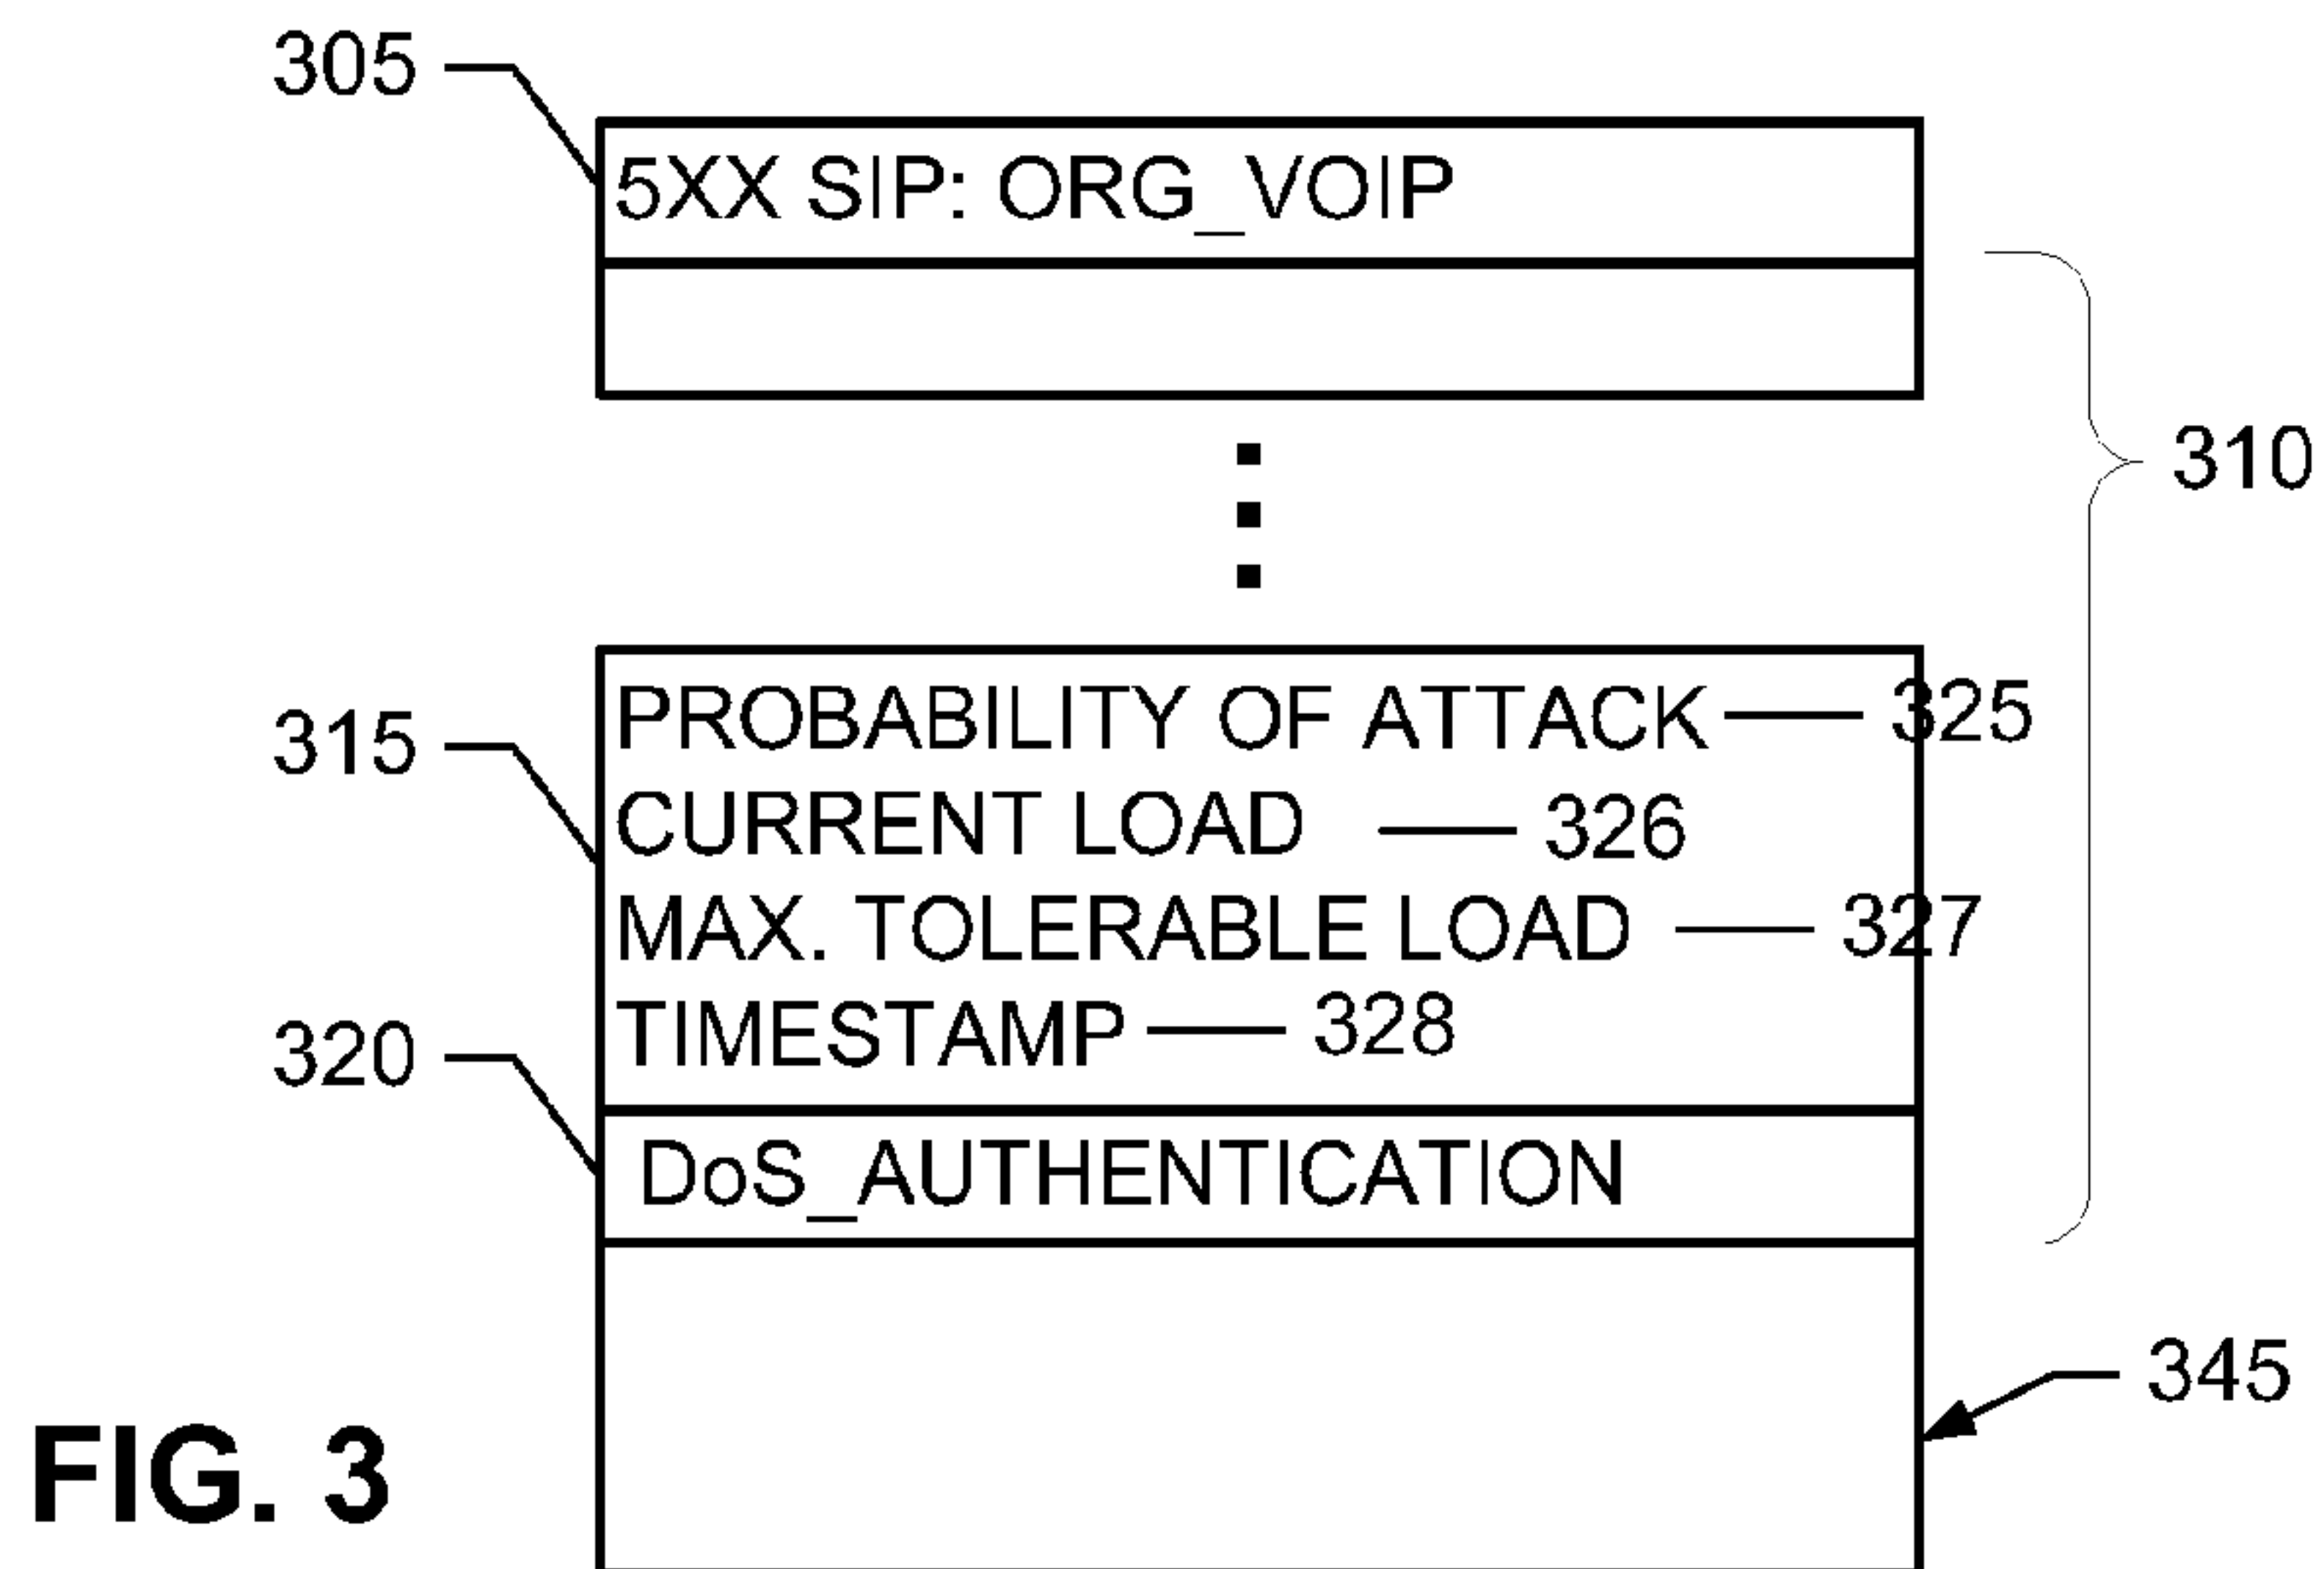 305
5XX SIP: ORG_VOIP
310
315
PROBABILITY OF ATTACK 325
CURRENT LOAD 326
MAX. TOLERABLE LOAD 327
TIMESTAMP 328
320
DoS_AUTHENTICATION
345
FIG. 3